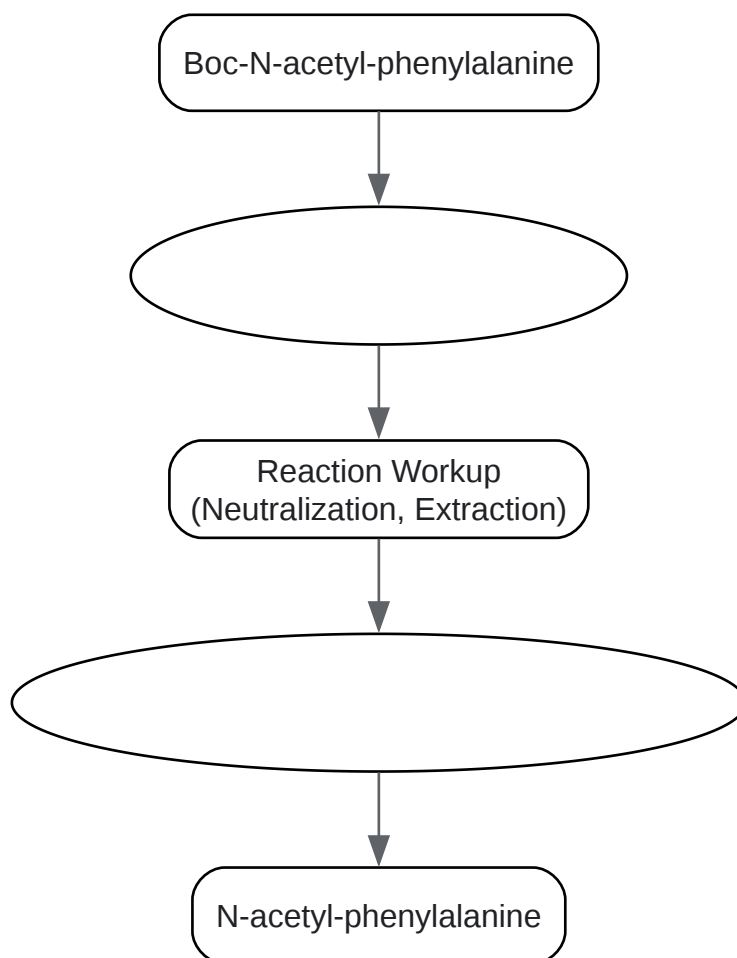 Boc-N-acetyl-phenylalanine
Reaction Workup
(Neutralization, Extraction)
N-acetyl-phenylalanine